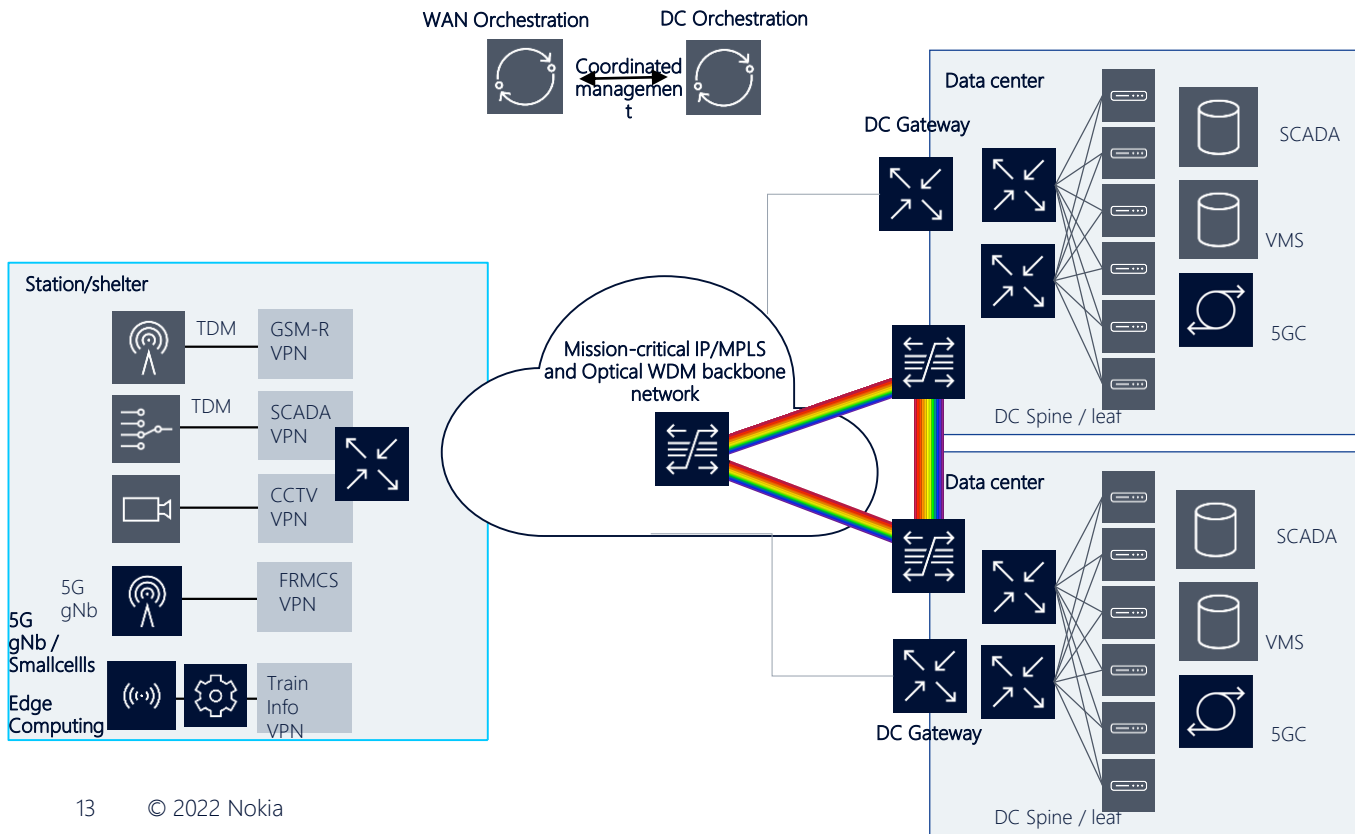 WAN Orchestration
DC Orchestration
Coordinated
managemen
t
Data center
DC Gateway
SCADA
VMS
5GC
DC Spine / leaf
Station/shelter
TDM
GSM-R
VPN
TDM
SCADA
VPN
CCTV
VPN
5G
gNb
FRMCS
VPN
5G
gNb /
Smallcellls
Edge
Computing
Train
Info
VPN
Mission-critical IP/MPLS
and Optical WDM backbone
network
Data center
SCADA
VMS
5GC
DC Gateway
DC Spine / leaf
13 © 2022 Nokia